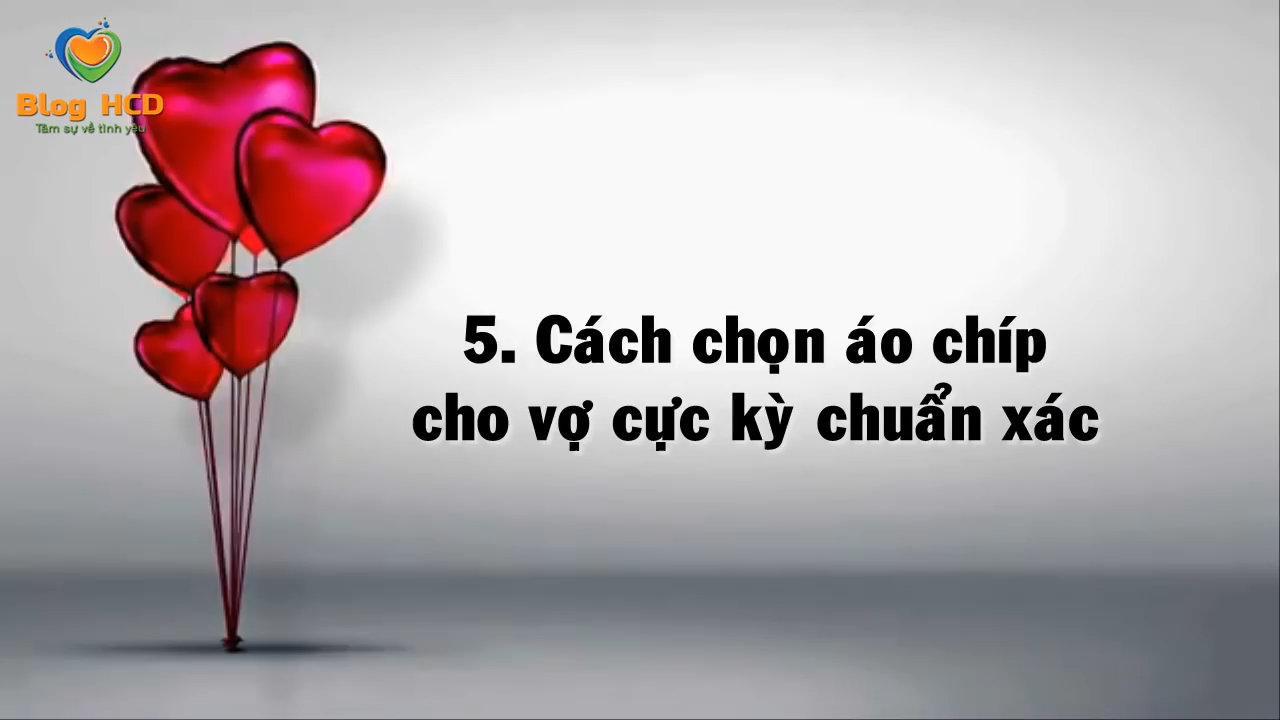 Blog HCD
Tâm sự về tình yêu
5. Cách chọn áo chíp
cho vợ cực kỳ chuẩn xác